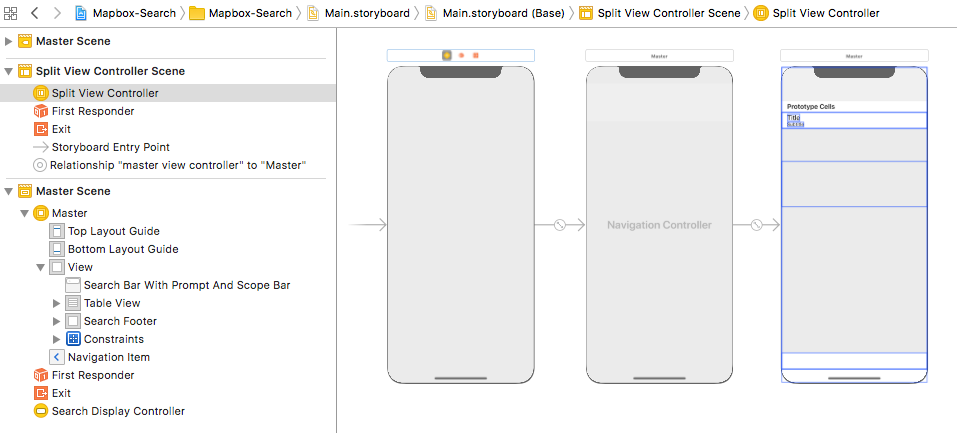 Mapbox-Search Mapbox-Search Main.storyboard Main.storyboard (Base) Split View Controller Scene Split View Controller
Master Scene
Split View Controller Scene
Split View Controller
First Responder
Exit
Storyboard Entry Point
Relationship "master view controller" to "Master"
Master Scene
Master
Top Layout Guide
Bottom Layout Guide
View
Search Bar With Prompt And Scope Bar
Table View
Search Footer
Constraints
Navigation Item
First Responder
Exit
Search Display Controller
Master
Navigation Controller
Master
Prototype Cells
Title